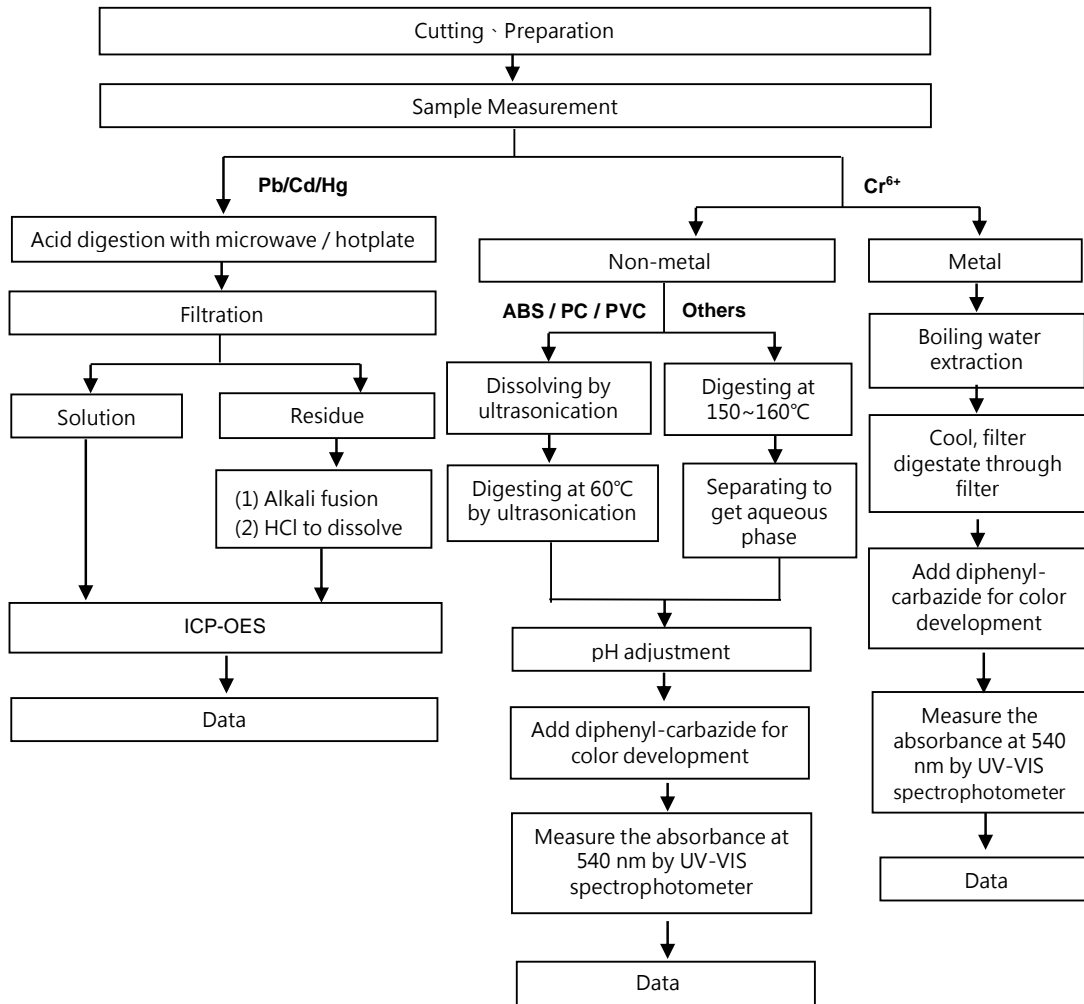 Cutting、Preparation
Sample Measurement
Pb/Cd/Hg
Cr6+
Acid digestion with microwave / hotplate
Filtration
Solution
Residue
(1) Alkali fusion
(2) HCl to dissolve
ICP-OES
Data
Non-metal
ABS / PC / PVC
Others
Dissolving by
ultrasonication
Digesting at 60℃
by ultrasonication
Digesting at
150~160℃
Separating to
get aqueous
phase
pH adjustment
Add diphenyl-carbazide for
color development
Measure the absorbance at
540 nm by UV-VIS
spectrophotometer
Data
Metal
Boiling water
extraction
Cool, filter
digestate through
filter
Add diphenyl-
carbazide for color
development
Measure the
absorbance at 540
nm by UV-VIS
spectrophotometer
Data